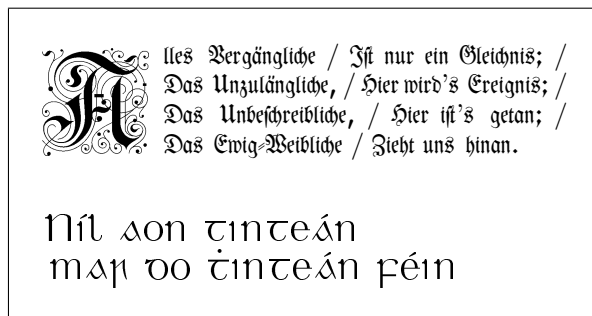 Alles Vergängliche / Iſt nur ein Gleichnis; /
Das Unzulängliche, / Hier wird's Ereignis; /
Das Unbeſchreibliche, / Hier iſt's getan; /
Das Ewig⸗Weibliche / Zieht uns hinan.
Níl aon tinteán
mar do ṫinteán féin